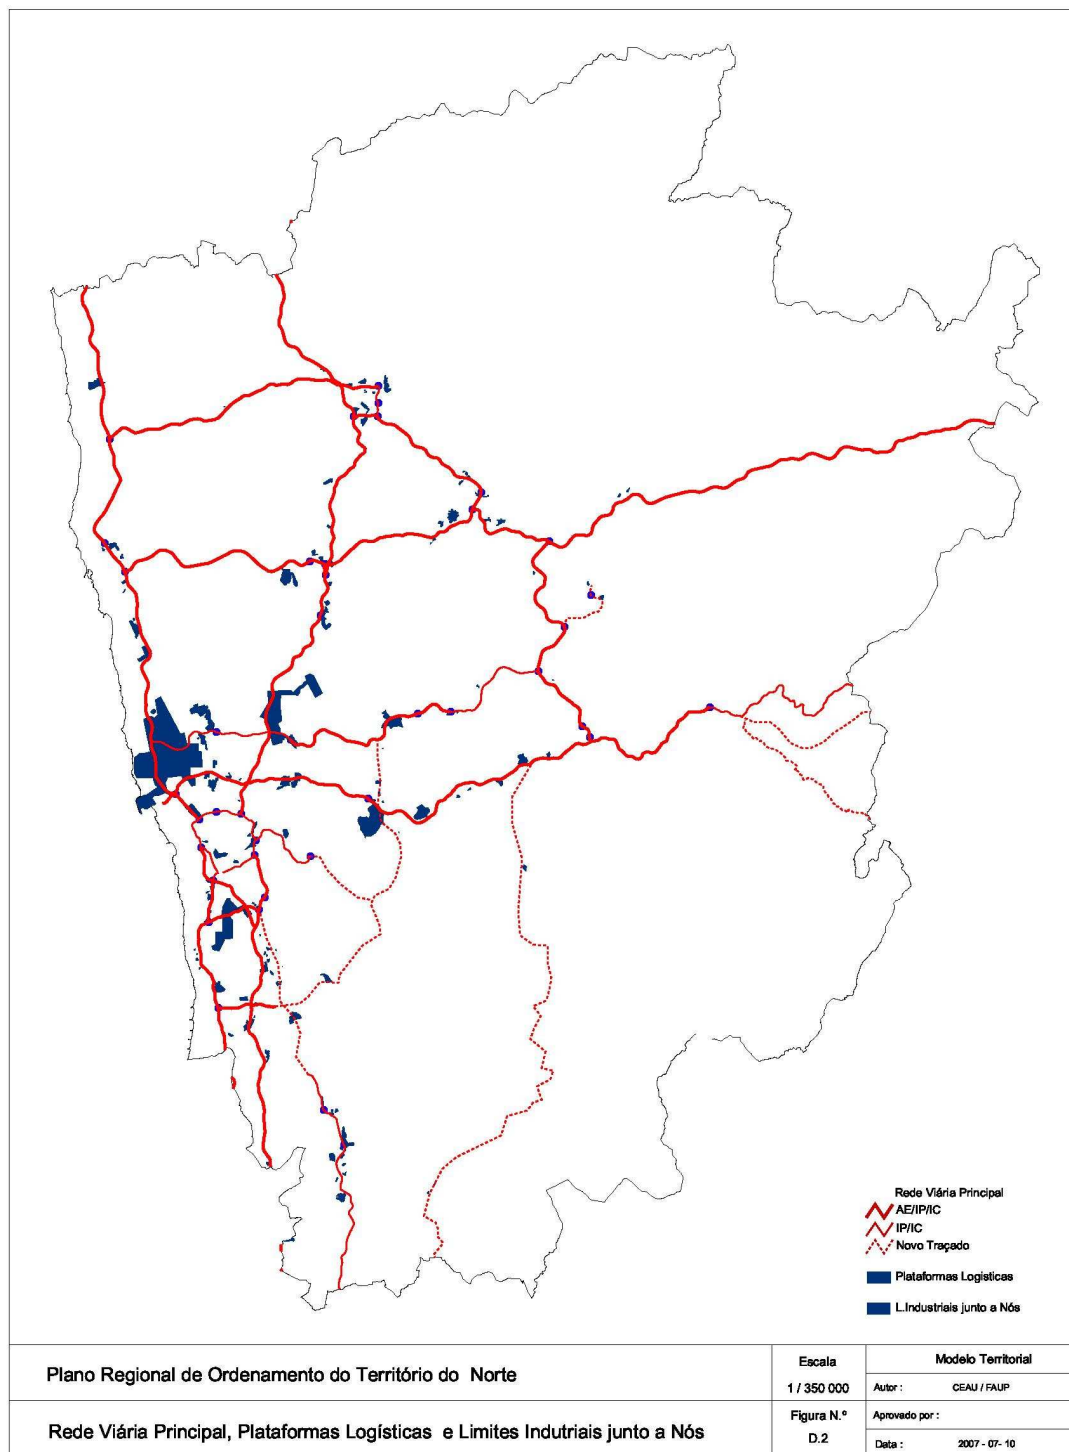 Rede Viária Principal
AE/IP/IC
IP/IC
Novo Traçado
Plataformas Logísticas
L.Industriais junto a Nós
Plano Regional de Ordenamento do Território do Norte
Escala
1 / 350 000
Modelo Territorial
Autor : CEAU / FAUP
Rede Viária Principal, Plataformas Logísticas e Limites Indutriais junto a Nós
Figura N.º
D.2
Aprovado por :
Data : 2007 - 07- 10